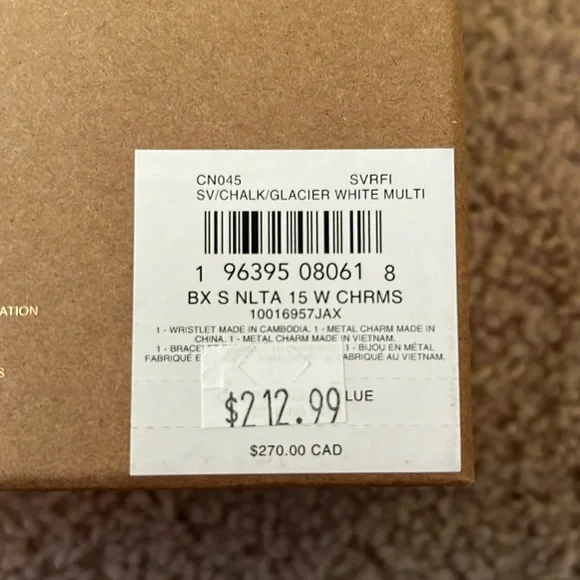 CN045 SVRFI
SV/CHALK/GLACIER WHITE MULTI
1 96395 08061 8
BX S NLTA 15 W CHRMS
10016957JAX
1 - WRISTLET MADE IN CAMBODIA. 1 - METAL CHARM MADE IN
CHINA. 1 - METAL CHARM MADE IN VIETNAM.
1 - 1 - BIJOU EN MÉTAL
FABRIQUÉ FABRIQUÉ AU VIETNAM.
LUE
$212.99
$270.00 CAD
ATION
S